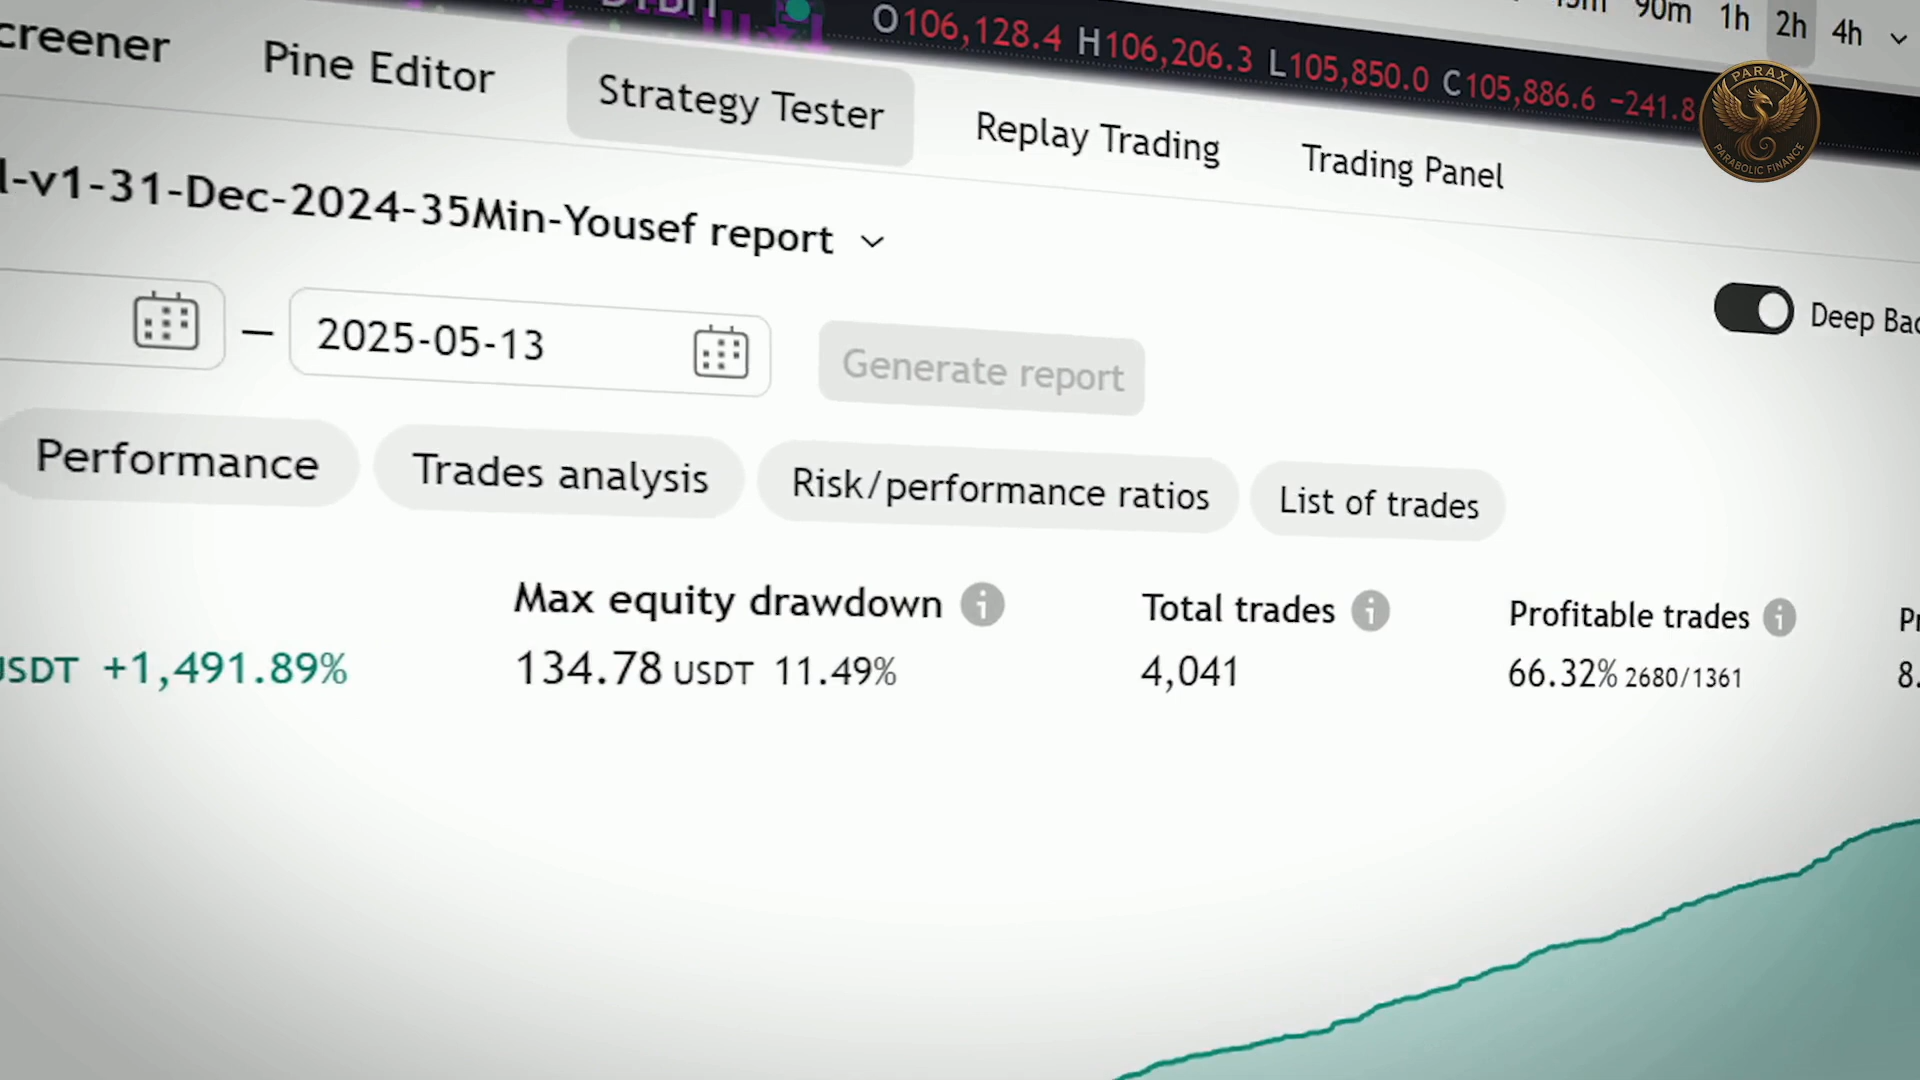 O106,128.4 H106,206.3 L105,850.0 C105,886.6 -241.8
90m 1h 2h 4h
creener Pine Editor Strategy Tester Replay Trading Trading Panel
PARAX
PARABOLIC FINANCE
-v1-31-Dec-2024-35Min-Yousef report
— 2025-05-13 Generate report Deep Bac
Performance Trades analysis Risk/performance ratios List of trades
Max equity drawdown Total trades Profitable trades Pr
USDT +1,491.89% 134.78 USDT 11.49% 4,041 66.32% 2680/1361 8.